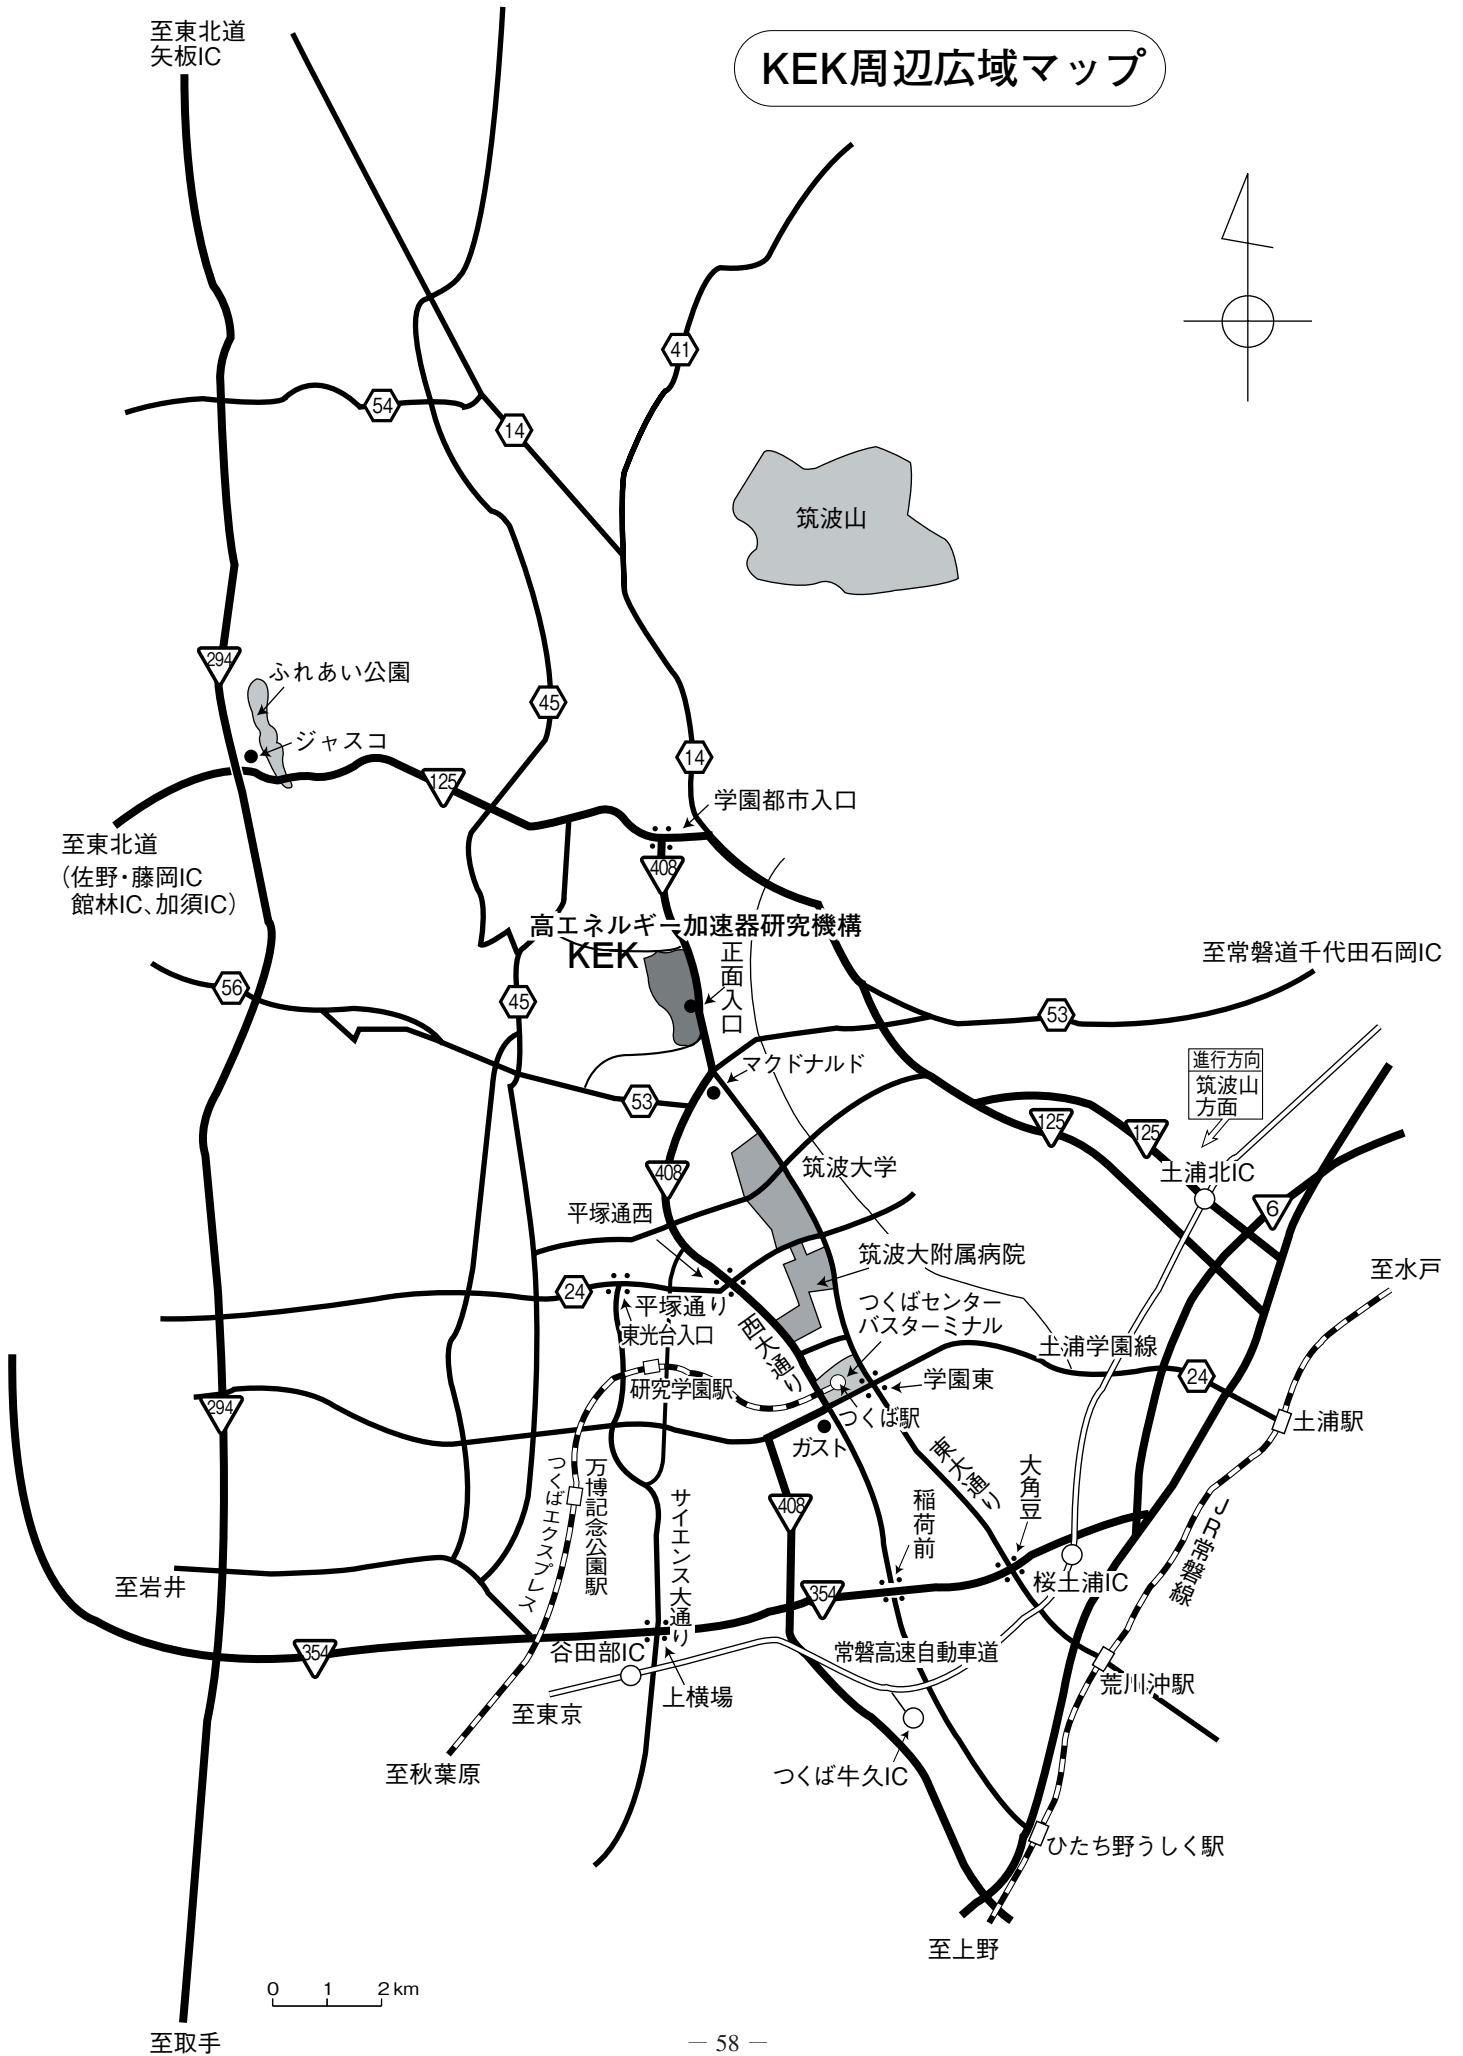 至東北道
矢板IC
KEK周辺広域マップ
41
54
14
筑波山
294
ふれあい公園
45
ジャスコ
14
125
学園都市入口
至東北道
（佐野・藤岡IC
館林IC、加須IC）
408
高エネルギー加速器研究機構
KEK
正面入口
至常磐道千代田石岡IC
56
45
53
マクドナルド
進行方向
筑波山
方面
53
125
125
筑波大学
土浦北IC
408
平塚通西
6
筑波大附属病院
至水戸
24
平塚通り
東光台入口
つくばセンター
バスターミナル
西大通り
土浦学園線
24
研究学園駅
学園東
294
つくば駅
土浦駅
ガスト
東大通り
大角豆
万博記念公園駅
つくばエクスプレス
サイエンス大通り
408
稲荷前
JR常磐線
至岩井
桜土浦IC
354
354
谷田部IC
常磐高速自動車道
荒川沖駅
上横場
至東京
至秋葉原
つくば牛久IC
ひたち野うしく駅
至上野
0 1 2 km
至取手
— 58 —